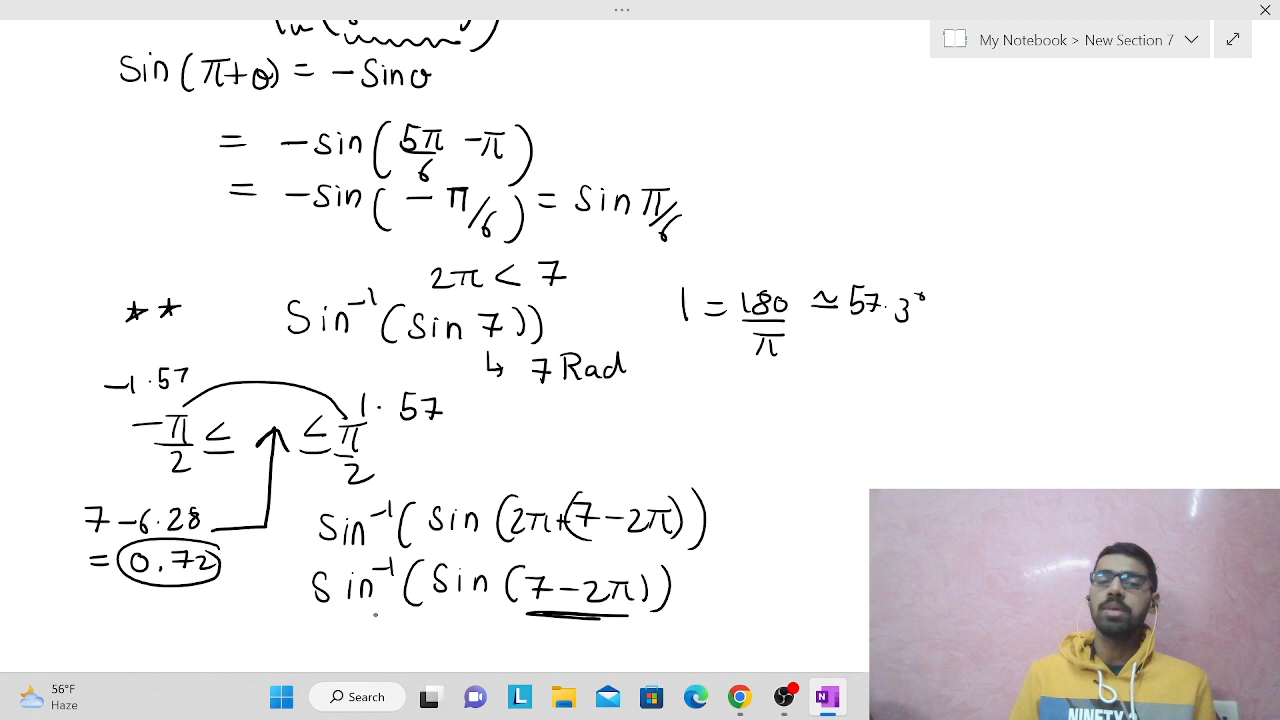 My Notebook > New Section 7
Sin(π+θ) = -Sinθ
= -sin(5π/6 -π)
= -sin(-π/6) = sin π/6
2π < 7
** Sin⁻¹(sin 7))
1 = 180/π ≃ 57.3°
↳ 7 Rad
-1.57
1.57
-π/2 ≤ ≤ π/2
7-6.28
= 0.72
sin⁻¹(sin(2π+(7-2π))
sin⁻¹(sin(7-2π))
56°F
Haze
Search
L
N
NINETY